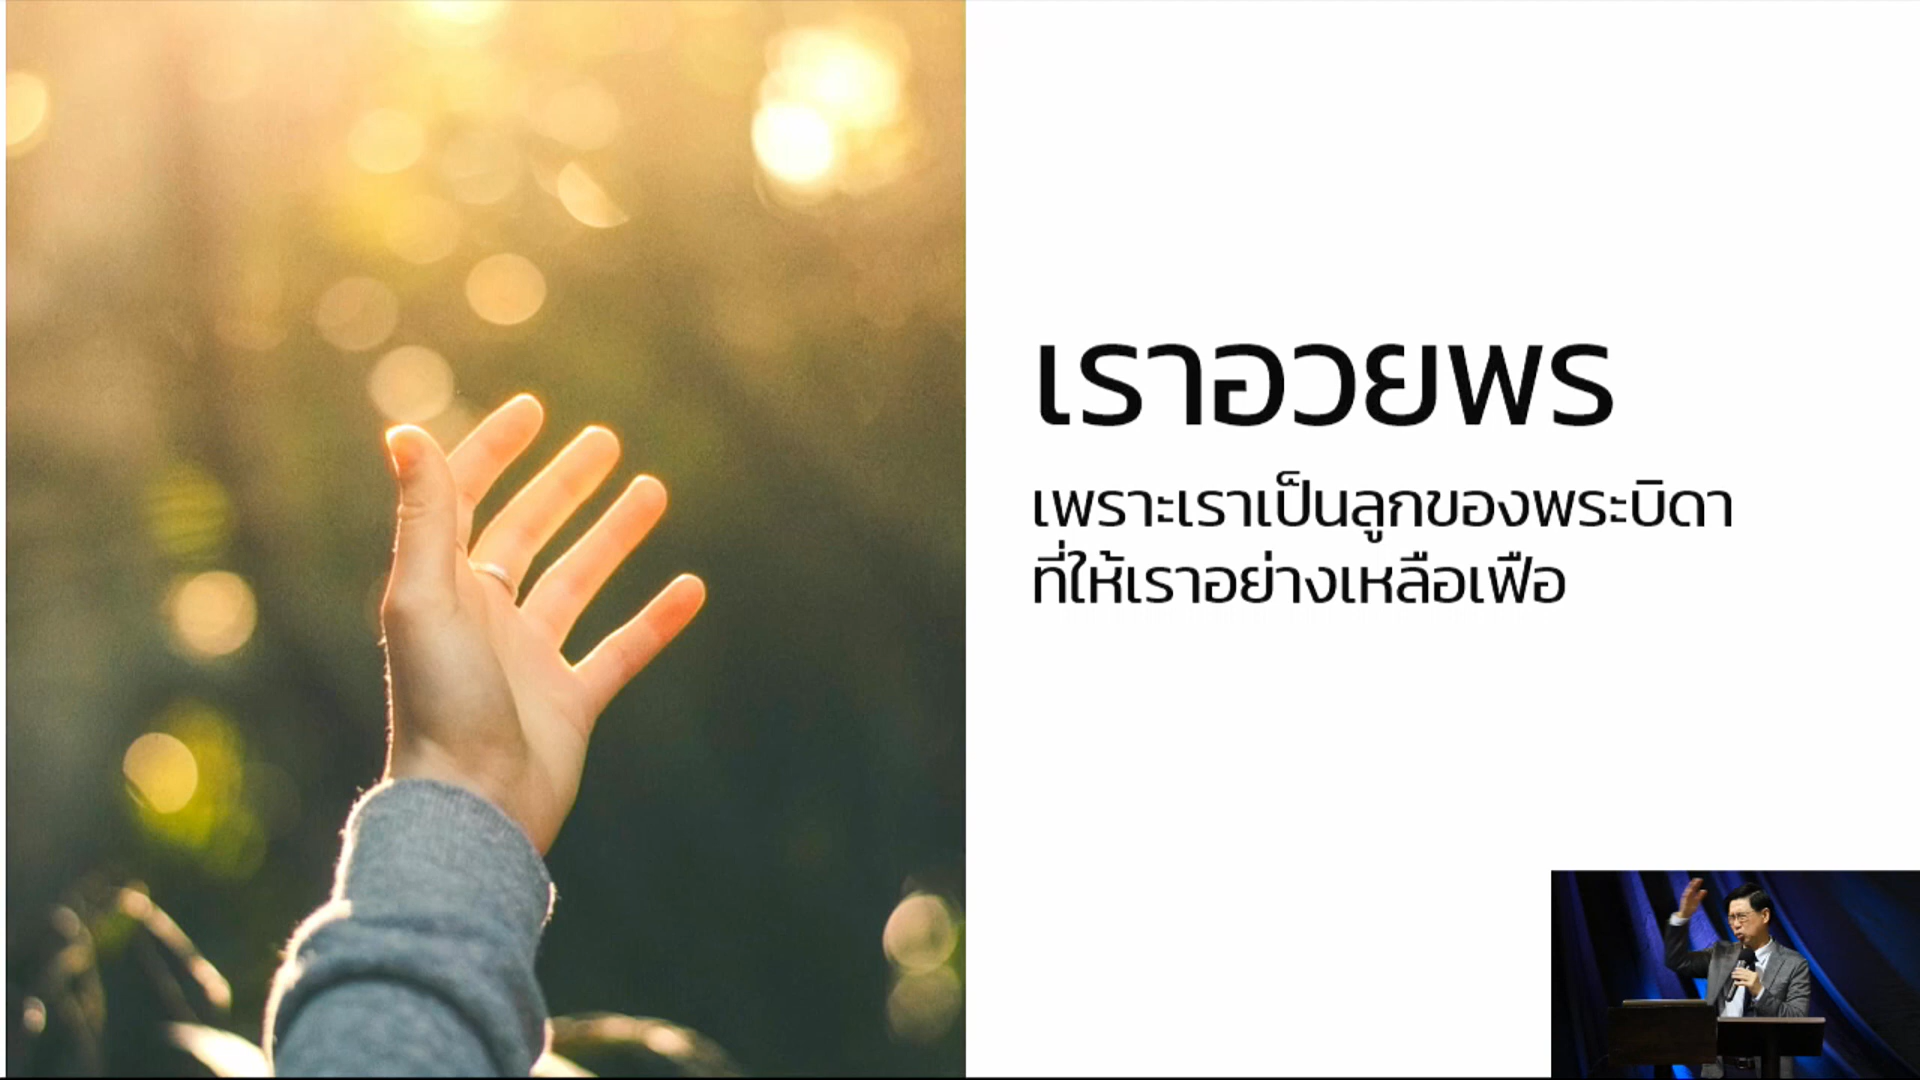 เราอวยพร
เพราะเราเป็นลูกของพระบิดา
ที่ให้เราอย่างเหลือเฟือ